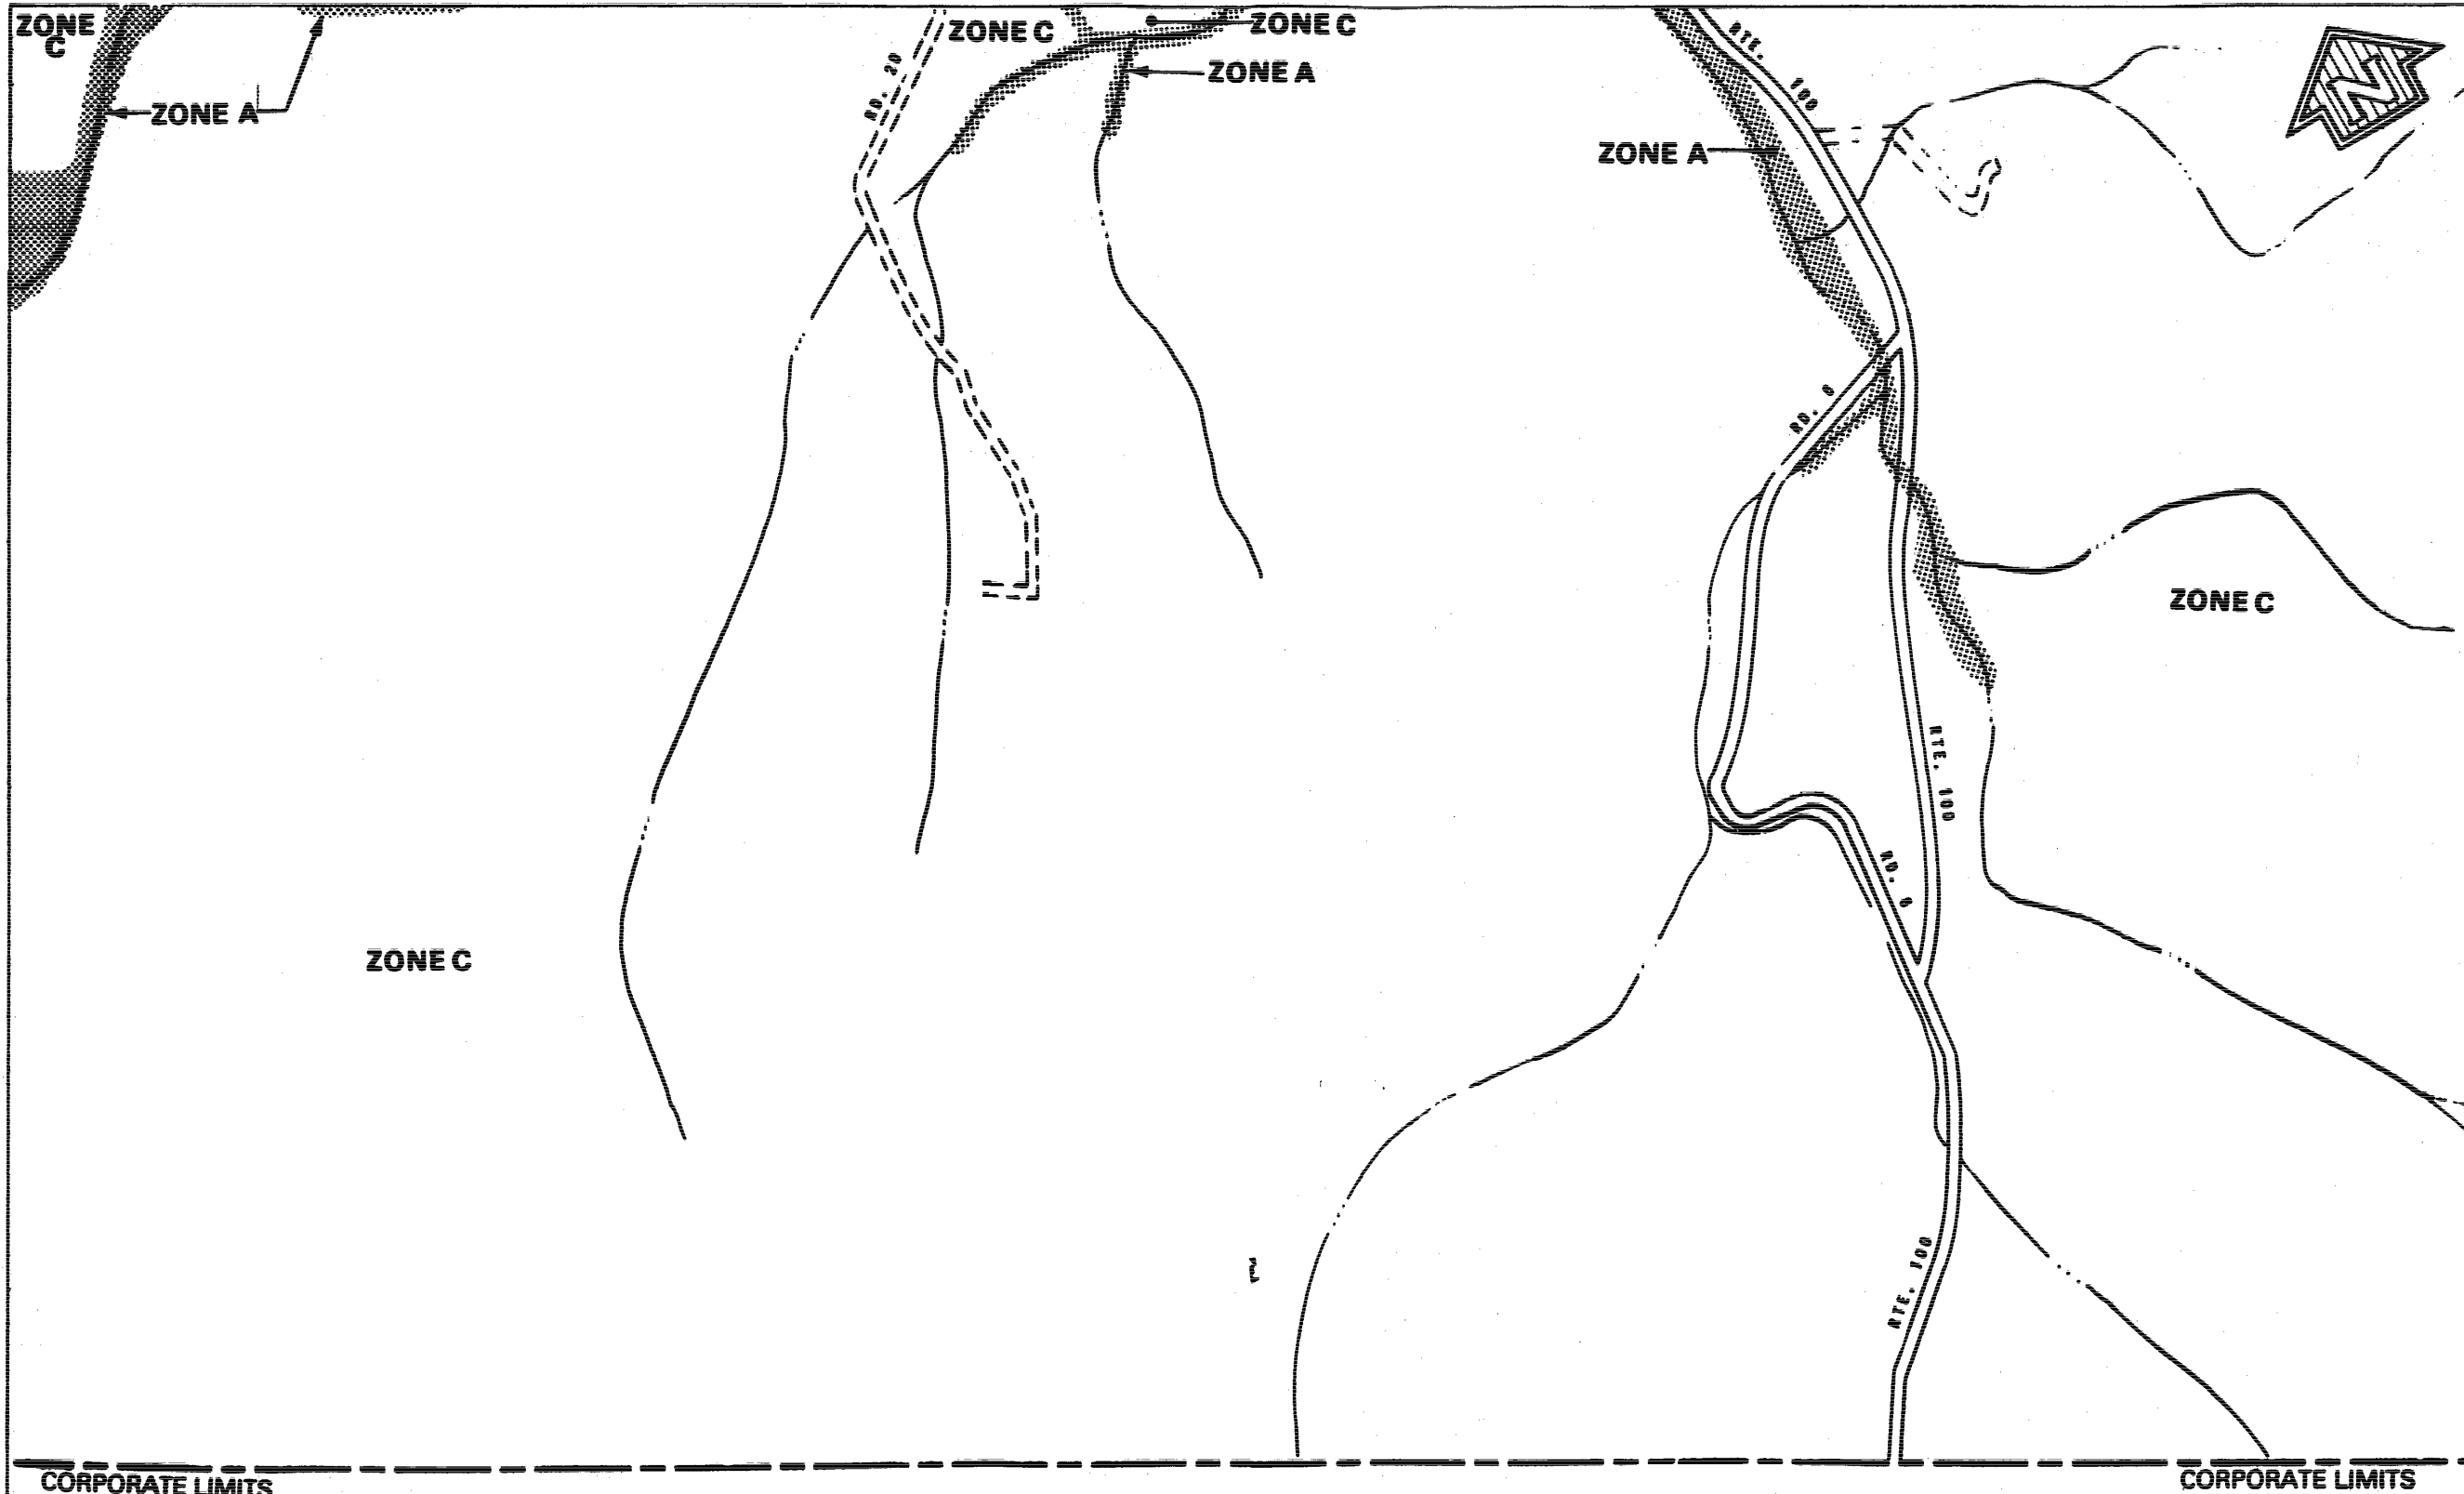 ZONE
C
ZONE C
ZONE C
ZONE A
ZONE A
RD. 20
RTE. 100
ZONE A
N
RD. 6
ZONE C
RTE. 100
RD. 6
ZONE C
RTE. 100
CORPORATE LIMITS
CORPORATE LIMITS